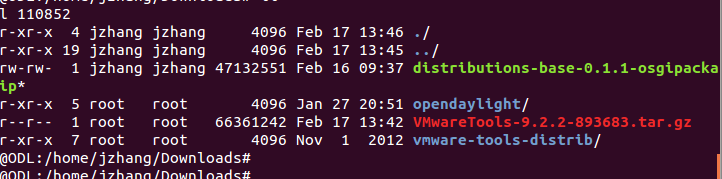 l 110852
r-xr-x  4 jzhang jzhang     4096 Feb 17 13:46 ./
r-xr-x 19 jzhang jzhang     4096 Feb 17 13:45 ../
rw-rw-  1 jzhang jzhang 47132551 Feb 16 09:37 distributions-base-0.1.1-osgipacka
ip*
r-xr-x  5 root   root       4096 Jan 27 20:51 opendaylight/
r--r--  1 root   root   66361242 Feb 17 13:42 VMwareTools-9.2.2-893683.tar.gz
r-xr-x  7 root   root       4096 Nov  1  2012 vmware-tools-distrib/
@ODL:/home/jzhang/Downloads#
@ODL:/home/jzhang/Downloads#